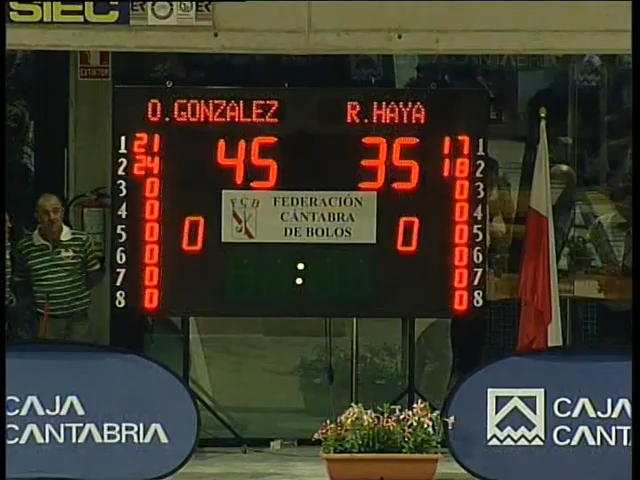 SIEC
EXTINTOR
O.GONZALEZ R.HAYA
45 35
1 21 17 1
2 24 18 2
3 0 0 3
4 0 0 4
5 0 0 5
6 0 0 6
7 0 0 7
8 0 0 8
0 0
FCD
FEDERACIÓN
CÁNTABRA
DE BOLOS
:
CAJA
CANTABRIA
CAJA
CANT